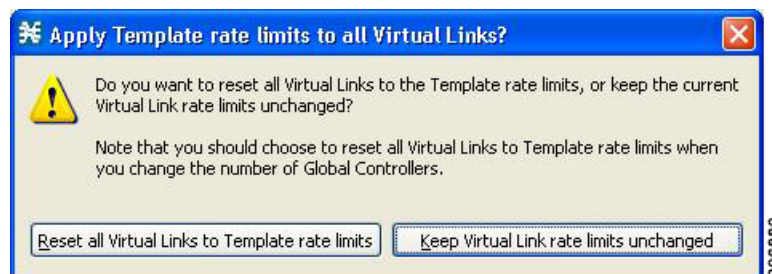 Apply Template rate limits to all Virtual Links?
Do you want to reset all Virtual Links to the Template rate limits, or keep the current
Virtual Link rate limits unchanged?
Note that you should choose to reset all Virtual Links to Template rate limits when
you change the number of Global Controllers.
Reset all Virtual Links to Template rate limits
Keep Virtual Link rate limits unchanged